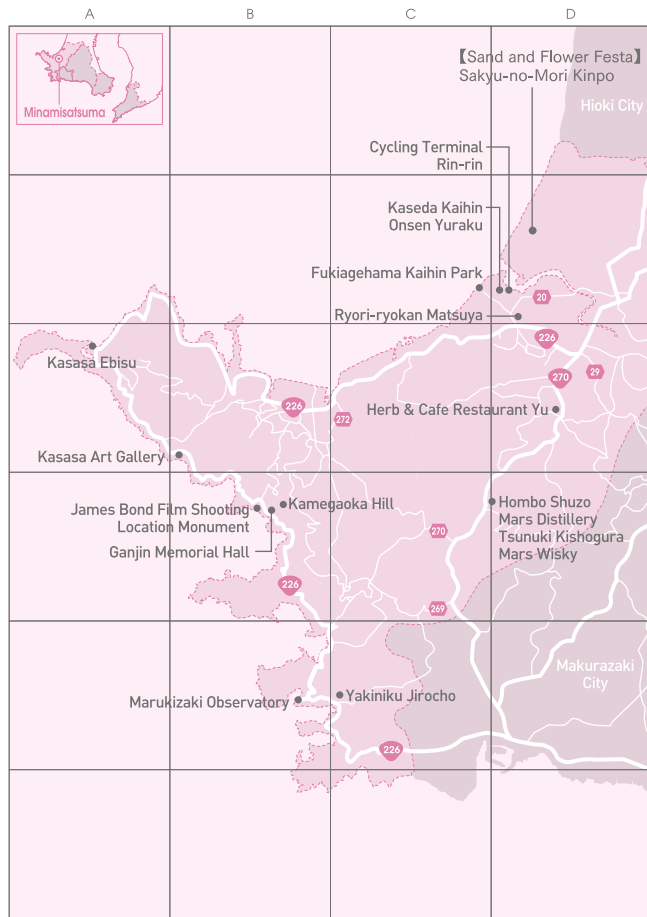 A
B
C
D
Minamisatsuma
【Sand and Flower Festa】
Sakyu-no-Mori Kinpo
Hioki City
Cycling Terminal
Rin-rin
Kaseda Kaihin
Onsen Yuraku
Fukiagehama Kaihin Park
20
Ryori-ryokan Matsuya
226
Kasasa Ebisu
29
270
226
272
Herb & Cafe Restaurant Yu
Kasasa Art Gallery
James Bond Film Shooting
Location Monument
Kamegaoka Hill
Ganjin Memorial Hall
Hombo Shuzo
Mars Distillery
Tsunuki Kishogura
Mars Wisky
270
226
269
Makurazaki
City
Marukizaki Observatory
Yakiniku Jirocho
226